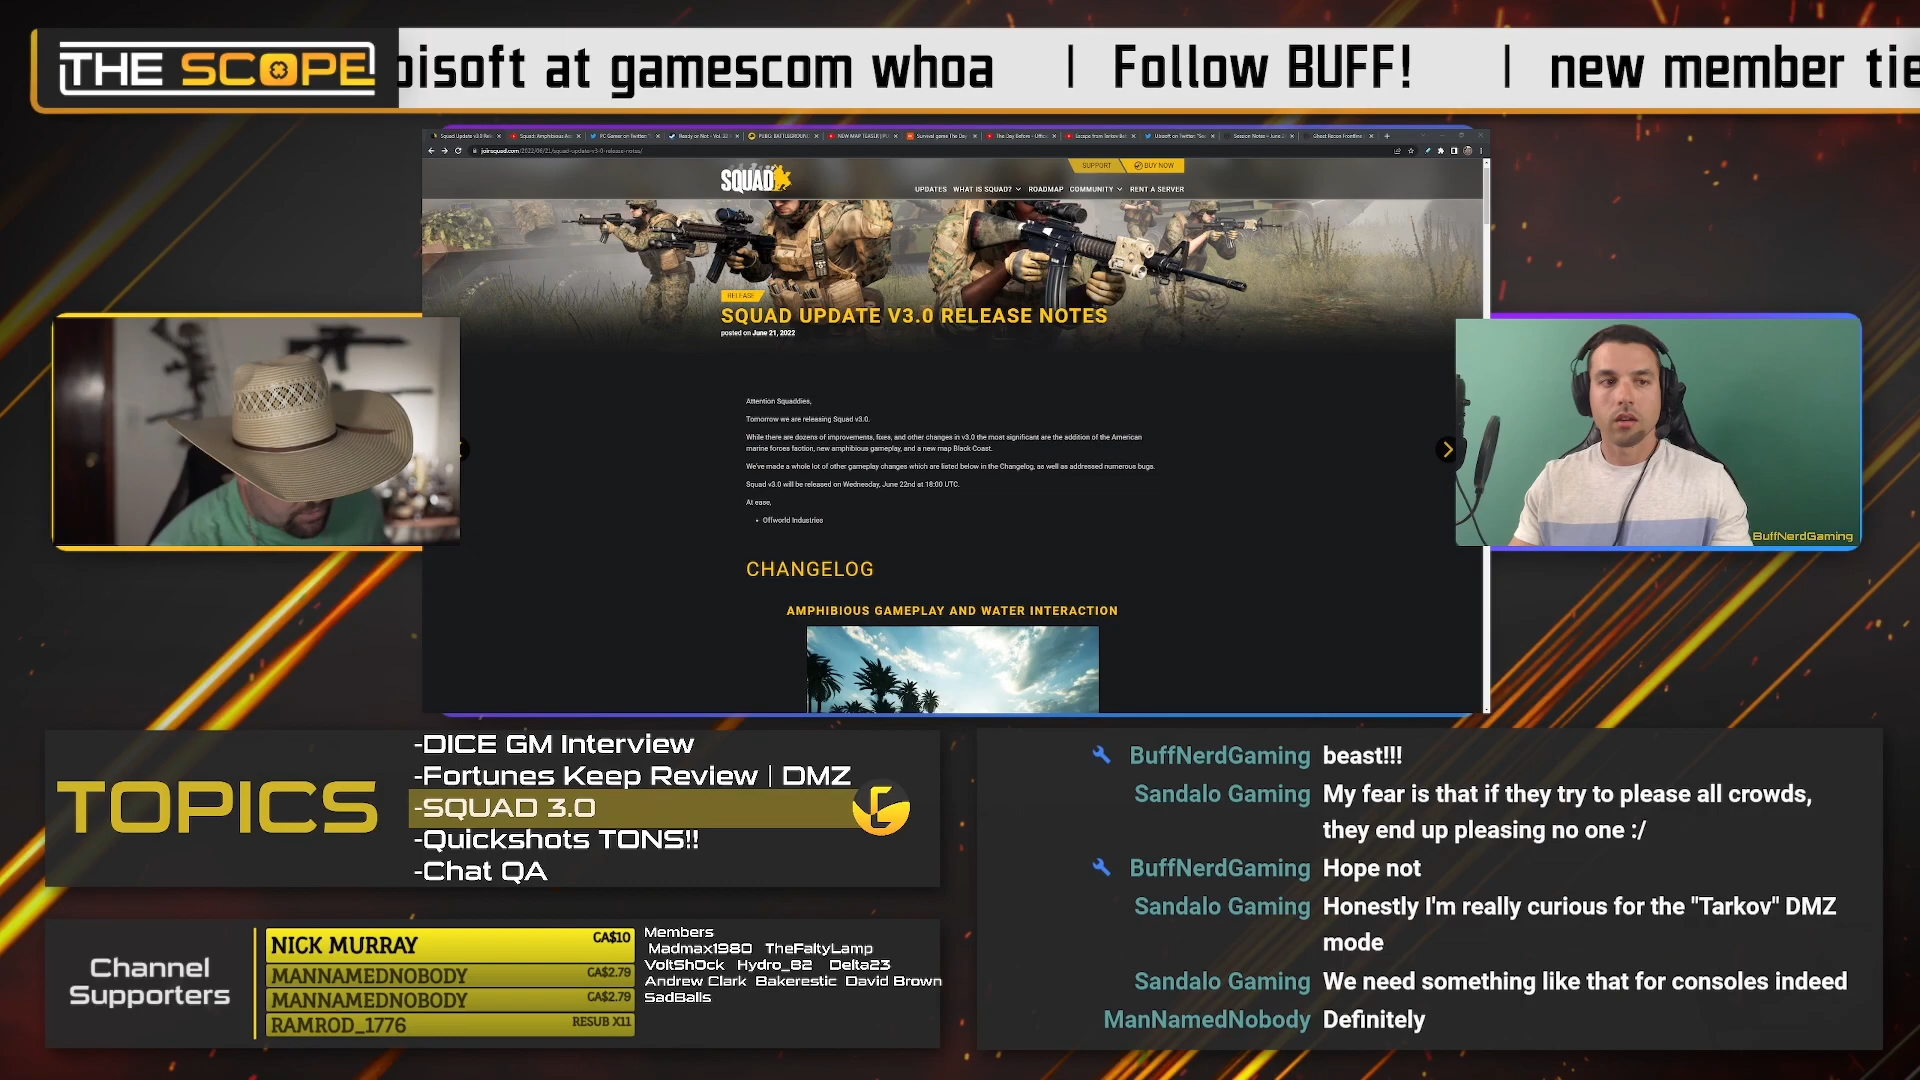 THE SCOPE
bisoft at gamescom whoa | Follow BUFF! | new member tie
joinsquad.com/2022/06/21/squad-update-v3-0-release-notes/
SQUAD
SUPPORT
BUY NOW
UPDATES WHAT IS SQUAD? ROADMAP COMMUNITY RENT A SERVER
RELEASE
SQUAD UPDATE V3.0 RELEASE NOTES
posted on June 21, 2022
Attention Squaddies,
Tomorrow we are releasing Squad v3.0.
While there are dozens of improvements, fixes, and other changes in v3.0 the most significant are the addition of the American
marine forces faction, new amphibious gameplay, and a new map Black Coast.
We've made a whole lot of other gameplay changes which are listed below in the Changelog, as well as addressed numerous bugs.
Squad v3.0 will be released on Wednesday, June 22nd at 18:00 UTC.
At ease,
• Offworld Industries
CHANGELOG
AMPHIBIOUS GAMEPLAY AND WATER INTERACTION
BuffNerdGaming
TOPICS
-DICE GM Interview
-Fortunes Keep Review | DMZ
-SQUAD 3.0
-Quickshots TONS!!
-Chat QA
Channel
Supporters
NICK MURRAY CA$10
MANNAMEDNOBODY CA$2.79
MANNAMEDNOBODY CA$2.79
RAMROD_1776 RESUB X11
Members
Madmax1980 TheFaltyLamp
VoltShOck Hydro_82 Delta23
Andrew Clark Bakerestic David Brown
SadBalls
BuffNerdGaming beast!!!
Sandalo Gaming My fear is that if they try to please all crowds,
they end up pleasing no one :/
BuffNerdGaming Hope not
Sandalo Gaming Honestly I'm really curious for the "Tarkov" DMZ
mode
Sandalo Gaming We need something like that for consoles indeed
ManNamedNobody Definitely